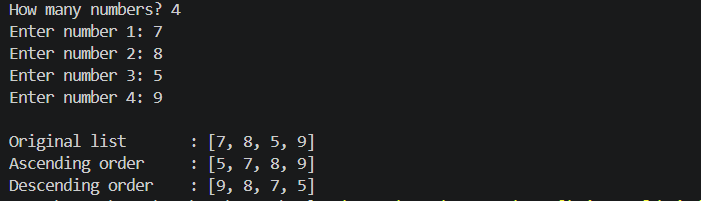 How many numbers? 4
Enter number 1: 7
Enter number 2: 8
Enter number 3: 5
Enter number 4: 9
Original list       : [7, 8, 5, 9]
Ascending order     : [5, 7, 8, 9]
Descending order    : [9, 8, 7, 5]